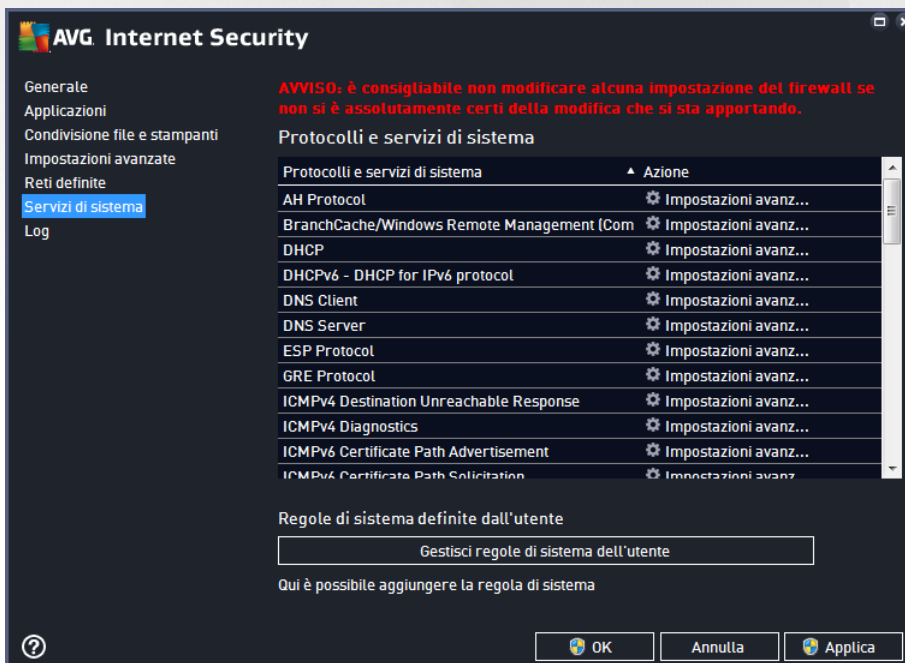 AVG Internet Security
Generale
Applicazioni
Condivisione file e stampanti
Impostazioni avanzate
Reti definite
Servizi di sistema
Log
AVVISO: è consigliabile non modificare alcuna impostazione del firewall se
non si è assolutamente certi della modifica che si sta apportando.
Protocolli e servizi di sistema
Protocolli e servizi di sistema Azione
AH Protocol Impostazioni avanz...
BranchCache/Windows Remote Management (Com Impostazioni avanz...
DHCP Impostazioni avanz...
DHCPv6 - DHCP for IPv6 protocol Impostazioni avanz...
DNS Client Impostazioni avanz...
DNS Server Impostazioni avanz...
ESP Protocol Impostazioni avanz...
GRE Protocol Impostazioni avanz...
ICMPv4 Destination Unreachable Response Impostazioni avanz...
ICMPv4 Diagnostics Impostazioni avanz...
ICMPv6 Certificate Path Advertisement Impostazioni avanz...
ICMPv6 Certificate Path Solicitation Impostazioni avanz...
Regole di sistema definite dall'utente
Gestisci regole di sistema dell'utente
Qui è possibile aggiungere la regola di sistema
OK Annulla Applica